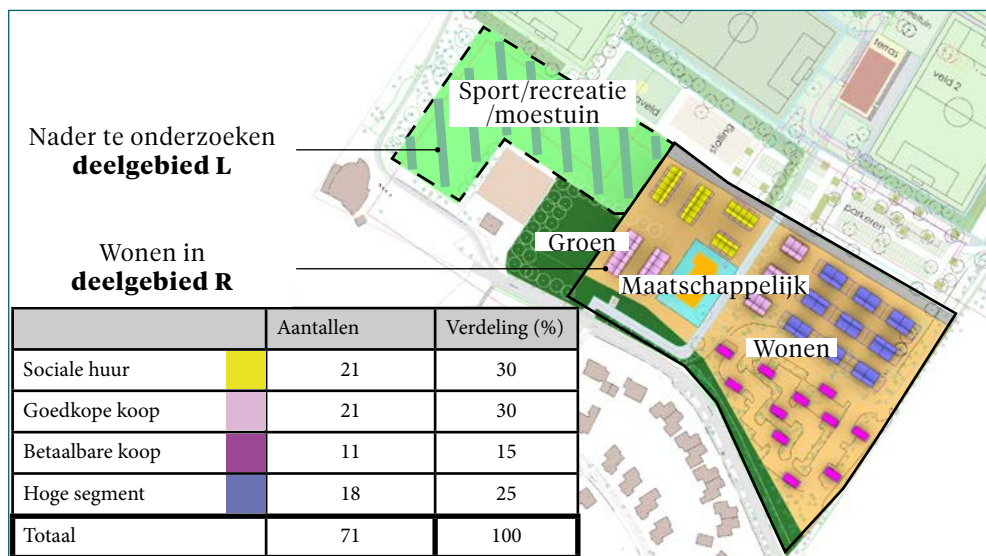 terras
veld 2
Sport/recreatie
/moestuin
stalling
Nader te onderzoeken
deelgebied L
parkeren
Groen
Wonen in
deelgebied R
Maatschappelijk
Wonen
Aantallen Verdeling (%)
Sociale huur 21 30
Goedkope koop 21 30
Betaalbare koop 11 15
Hoge segment 18 25
Totaal 71 100